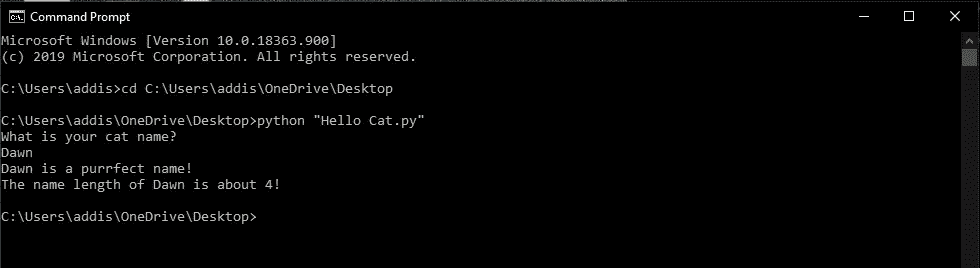 Command Prompt
Microsoft Windows [Version 10.0.18363.900]
(c) 2019 Microsoft Corporation. All rights reserved.
C:\Users\addis>cd C:\Users\addis\OneDrive\Desktop
C:\Users\addis\OneDrive\Desktop>python "Hello Cat.py"
What is your cat name?
Dawn
Dawn is a purrfect name!
The name length of Dawn is about 4!
C:\Users\addis\OneDrive\Desktop>